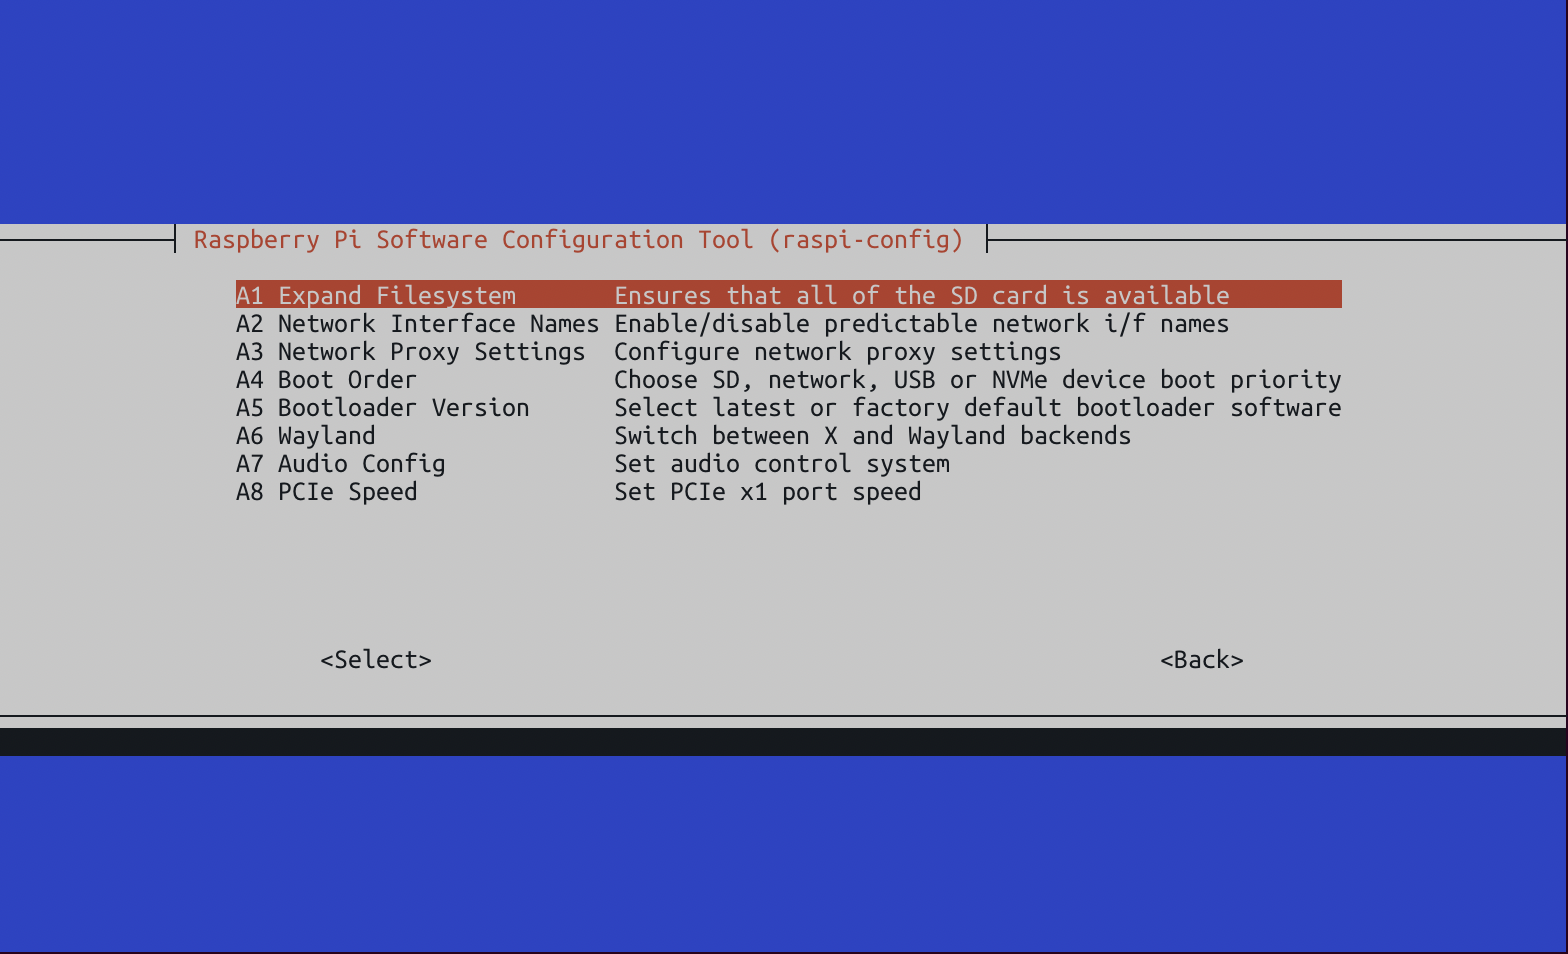 Raspberry Pi Software Configuration Tool (raspi-config)
A1 Expand Filesystem Ensures that all of the SD card is available
A2 Network Interface Names Enable/disable predictable network i/f names
A3 Network Proxy Settings Configure network proxy settings
A4 Boot Order Choose SD, network, USB or NVMe device boot priority
A5 Bootloader Version Select latest or factory default bootloader software
A6 Wayland Switch between X and Wayland backends
A7 Audio Config Set audio control system
A8 PCIe Speed Set PCIe x1 port speed
<Select> <Back>